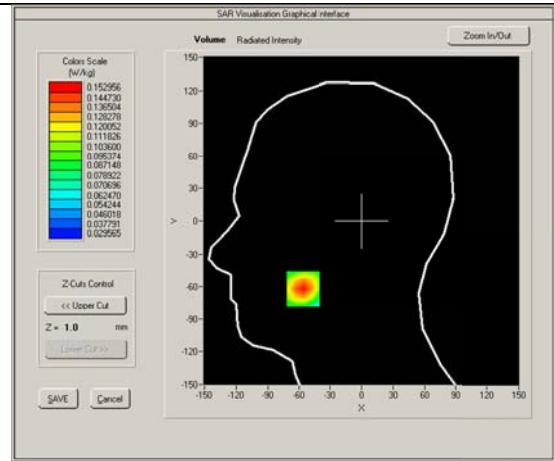 SAR Visualisation Graphical Interface
Volume Radiated Intensity
Zoom In/Out
Colors Scale
(W/kg)
0.152956
0.144730
0.136504
0.128278
0.120052
0.111826
0.103600
0.095374
0.087148
0.078922
0.070696
0.062470
0.054244
0.046018
0.037791
0.029565
Z-Cuts Control
<< Upper Cut
Z = 1.0 mm
Lower Cut >>
SAVE Cancel
150
120
90
60
30
0
-30
-60
-90
-120
-150
Y
-150 -120 -90 -60 -30 0 30 60 90 120 150
X